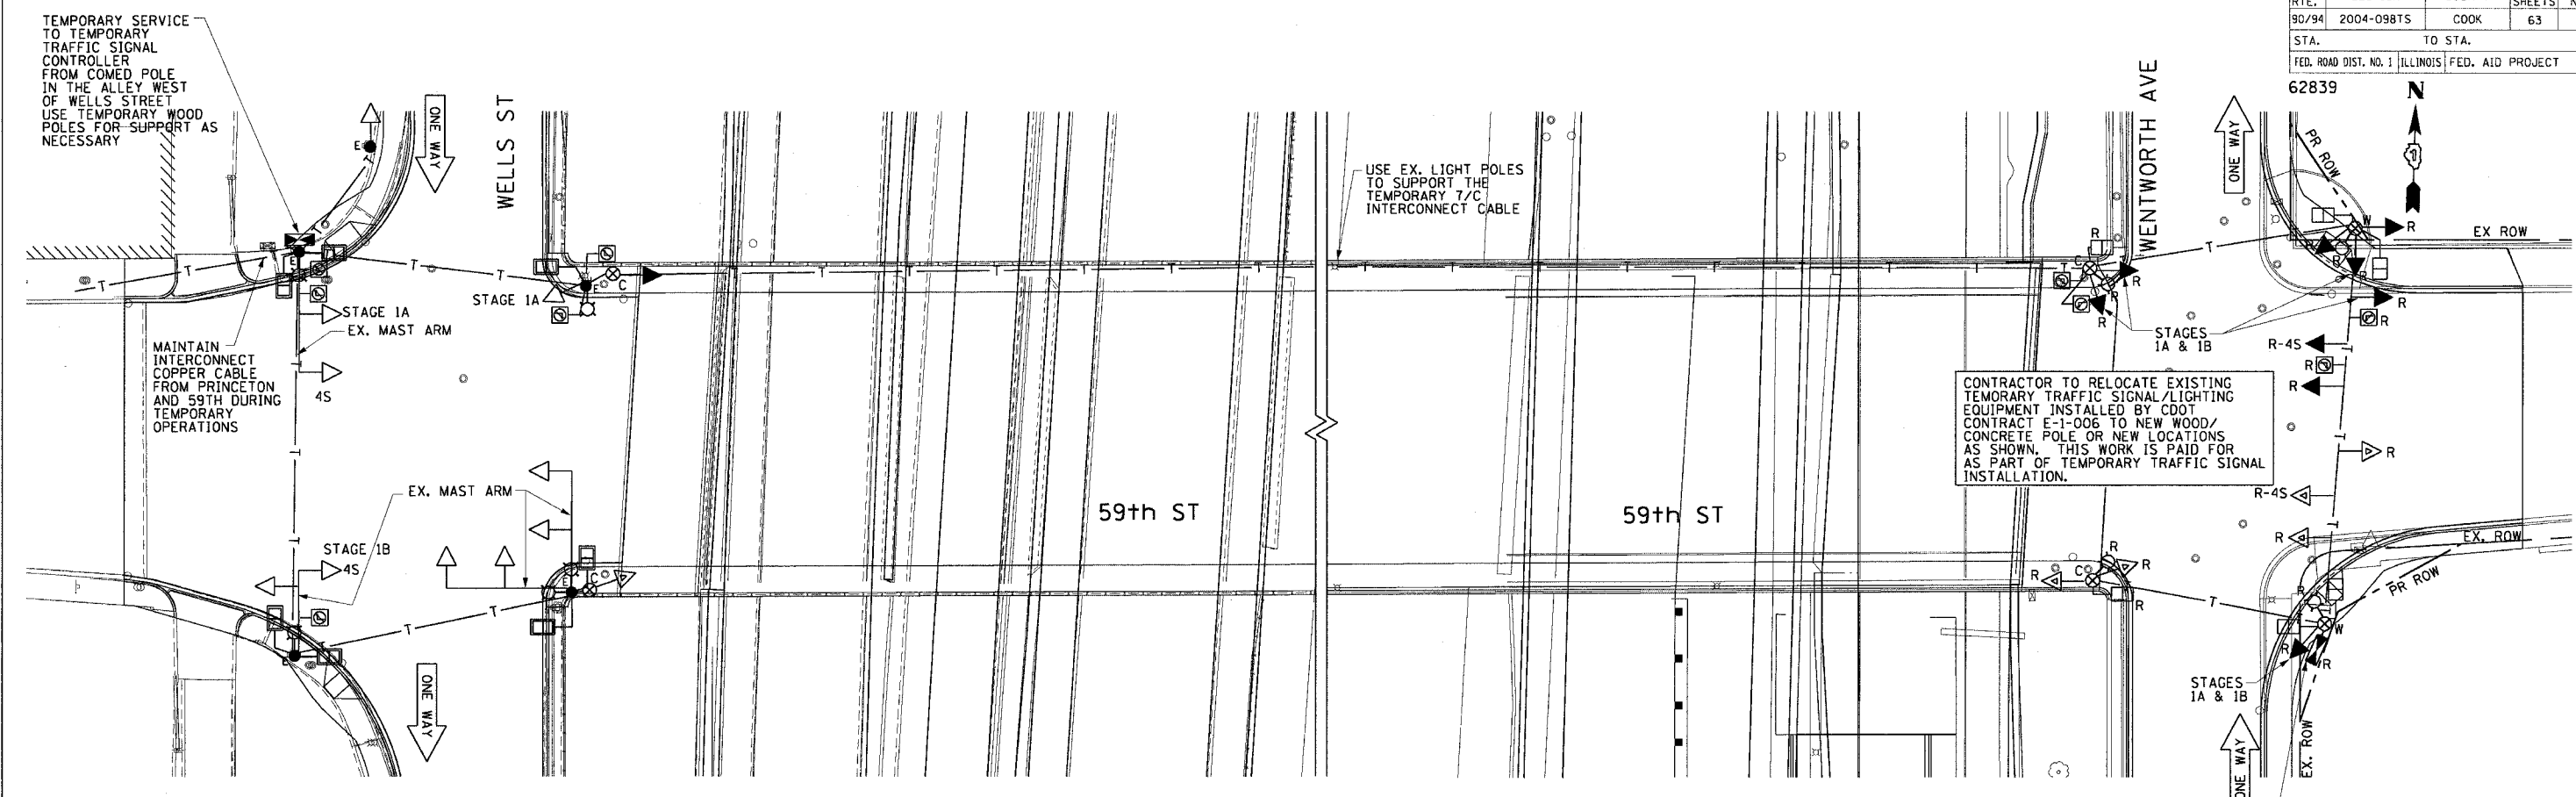 TEMPORARY SERVICE
TO TEMPORARY
TRAFFIC SIGNAL
CONTROLLER
FROM COMED POLE
IN THE ALLEY WEST
OF WELLS STREET
USE TEMPORARY WOOD
POLES FOR SUPPORT AS
NECESSARY
ONE WAY
WELLS ST
STAGE 1A
EX. MAST ARM
4S
MAINTAIN
INTERCONNECT
COPPER CABLE
FROM PRINCETON
AND 59TH DURING
TEMPORARY
OPERATIONS
STAGE 1A
EX. MAST ARM
STAGE 1B
4S
ONE WAY
59th ST
USE EX. LIGHT POLES
TO SUPPORT THE
TEMPORARY 7/C
INTERCONNECT CABLE
59th ST
WENTWORTH AVE
ONE WAY
RTE. SHEETS
90/94 2004-098TS COOK 63
STA. TO STA.
FED. ROAD DIST. NO. 1 ILLINOIS FED. AID PROJECT
62839
N
PR ROW
EX ROW
STAGES
1A & 1B
R-4S
R
CONTRACTOR TO RELOCATE EXISTING
TEMORARY TRAFFIC SIGNAL/LIGHTING
EQUIPMENT INSTALLED BY CDOT
CONTRACT E-1-006 TO NEW WOOD/
CONCRETE POLE OR NEW LOCATIONS
AS SHOWN. THIS WORK IS PAID FOR
AS PART OF TEMPORARY TRAFFIC SIGNAL
INSTALLATION.
R
R-4S
R
EX. ROW
PR ROW
STAGES
1A & 1B
EX. ROW
ONE WAY